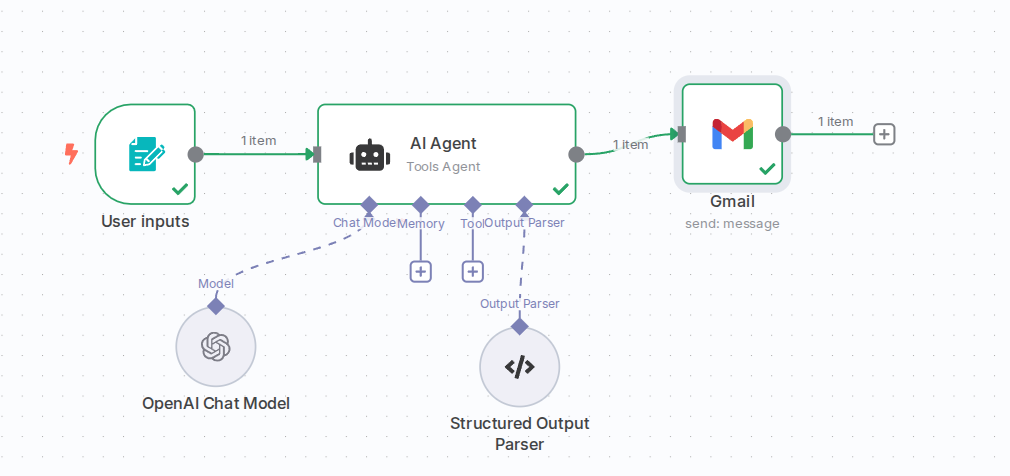 1 item
AI Agent
Tools Agent
1 item
1 item
User inputs
Chat Mode
Memory
Tool
Output Parser
Gmail
send: message
Model
Output Parser
OpenAI Chat Model
Structured Output
Parser